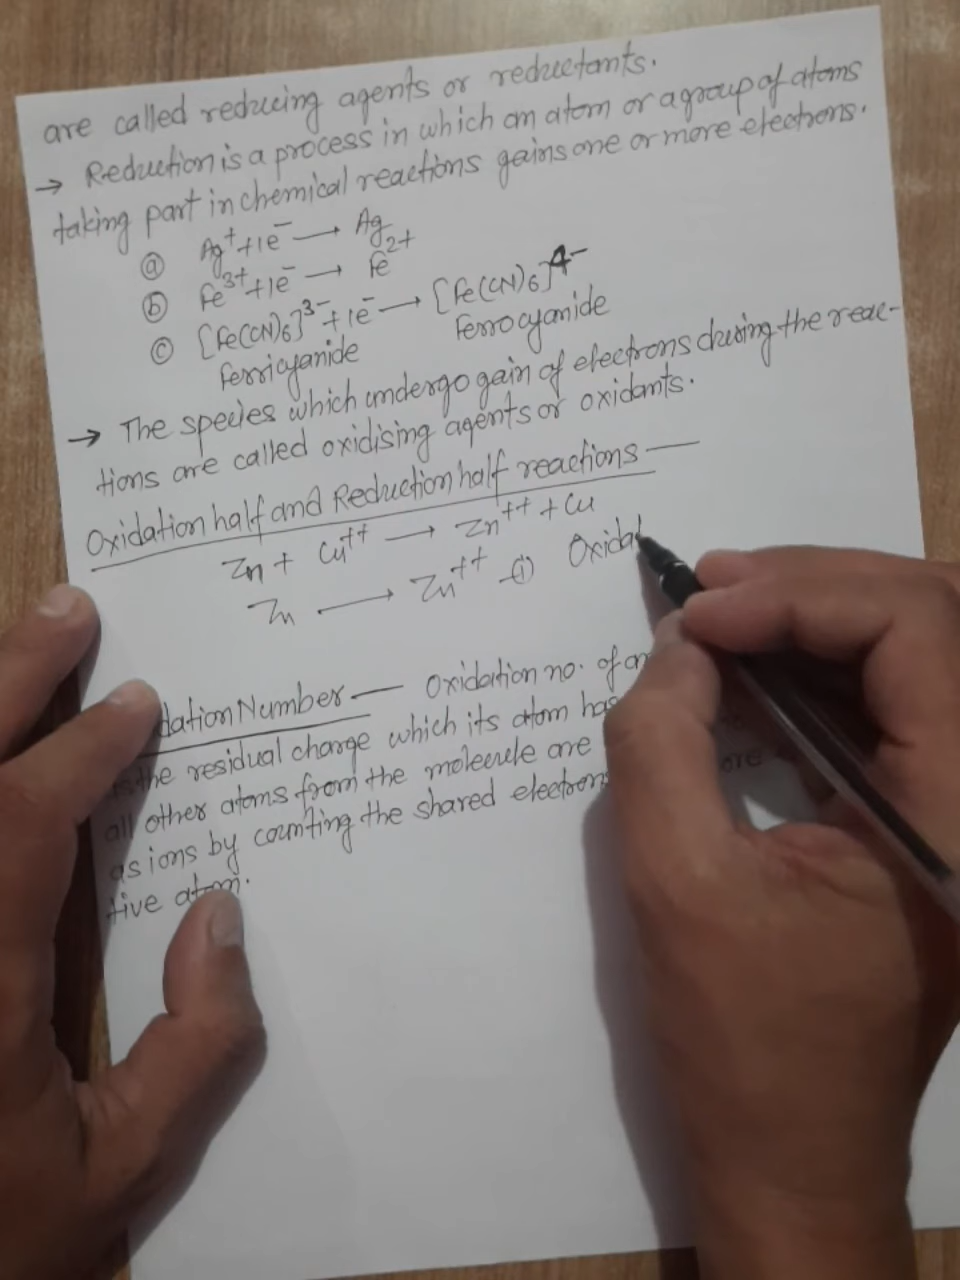 are called reducing agents or reductants.
→ Reduction is a process in which an atom or a group of atoms
taking part in chemical reactions gains one or more electrons.
ⓐ Ag⁺+1e⁻ → Ag
ⓑ Fe³⁺+1e⁻ → Fe²⁺
ⓒ [Fe(CN)₆]³⁻+1e⁻ → [Fe(CN)₆]⁴⁻
Ferricyanide Ferrocyanide
→ The species which undergo gain of electrons during the reac-
tions are called oxidising agents or oxidants.
Oxidation half and Reduction half reactions —
Zn + Cu⁺⁺ → Zn⁺⁺ + Cu
Zn → Zn⁺⁺ -① Oxida
dation Number — Oxidation no. of an
is the residual charge which its atom has
all other atoms from the molecule are
as ions by counting the shared electrons ore
tive atom.